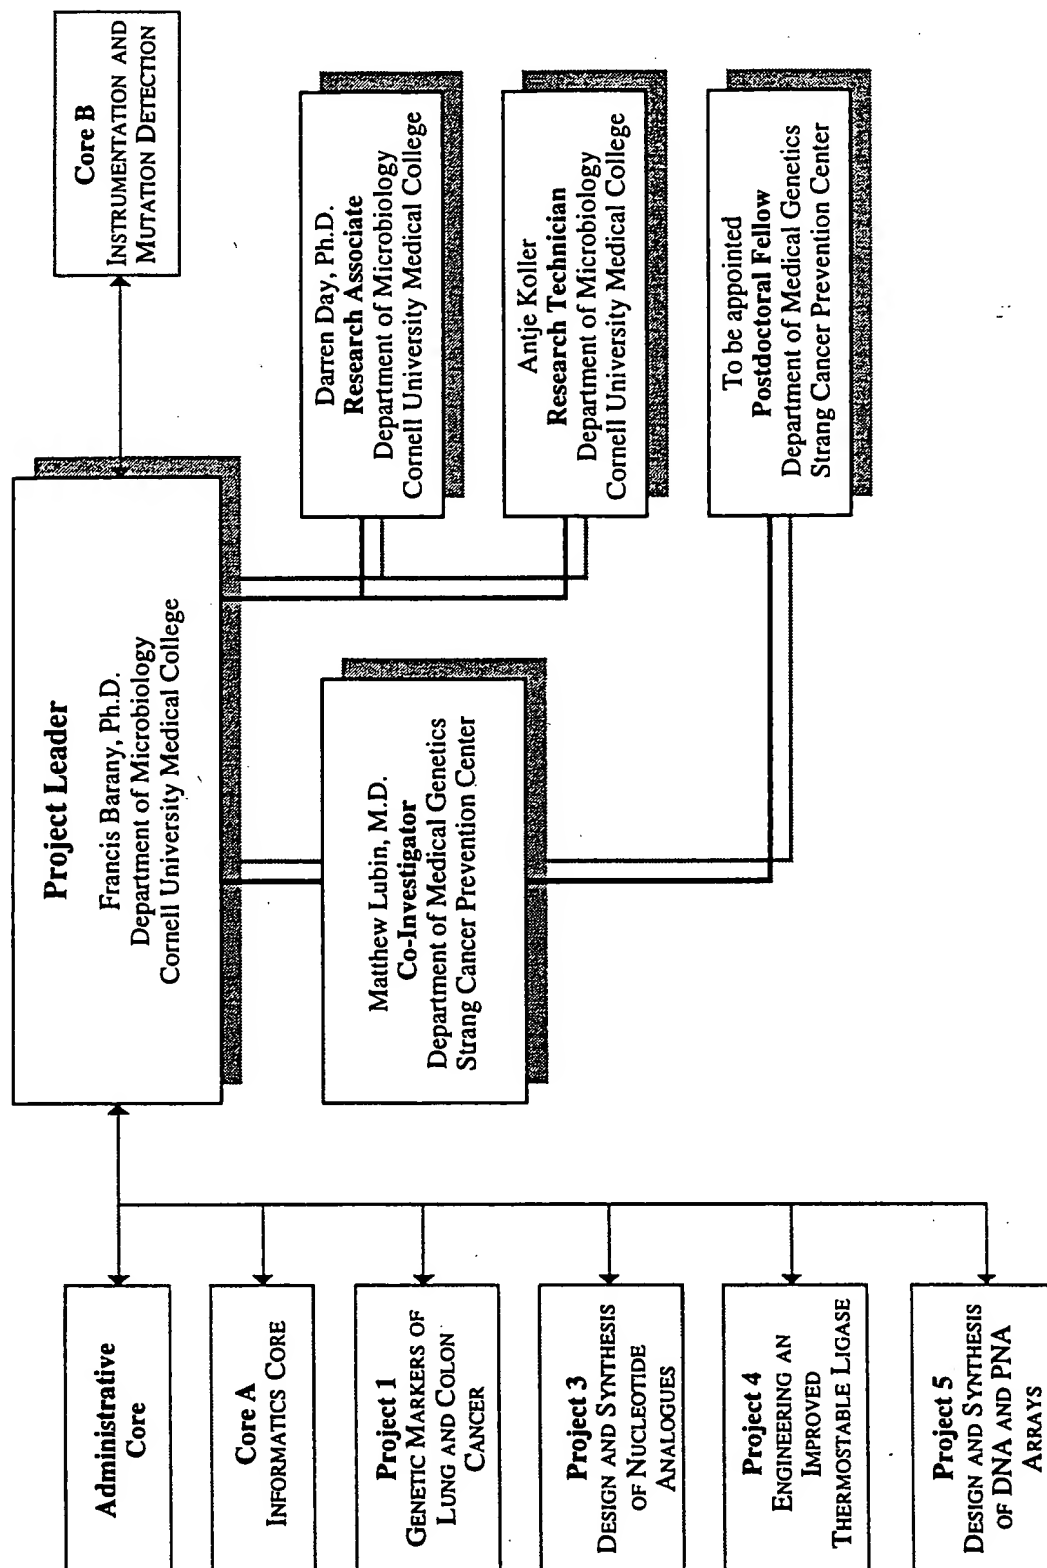 Project Leader
Francis Barany, Ph.D.
Department of Microbiology
Cornell University Medical College
Core B
INSTRUMENTATION AND
MUTATION DETECTION
Matthew Lubin, M.D.
Co-Investigator
Department of Medical Genetics
Strang Cancer Prevention Center
Darren Day, Ph.D.
Research Associate
Department of Microbiology
Cornell University Medical College
Antje Koller
Research Technician
Department of Microbiology
Cornell University Medical College
To be appointed
Postdoctoral Fellow
Department of Medical Genetics
Strang Cancer Prevention Center
Administrative
Core
Core A
INFORMATICS CORE
Project 1
GENETIC MARKERS OF
LUNG AND COLON
CANCER
Project 3
DESIGN AND SYNTHESIS
OF NUCLEOTIDE
ANALOGUES
Project 4
ENGINEERING AN
IMPROVED
THERMOSTABLE LIGASE
Project 5
DESIGN AND SYNTHESIS
OF DNA AND PNA
ARRAYS